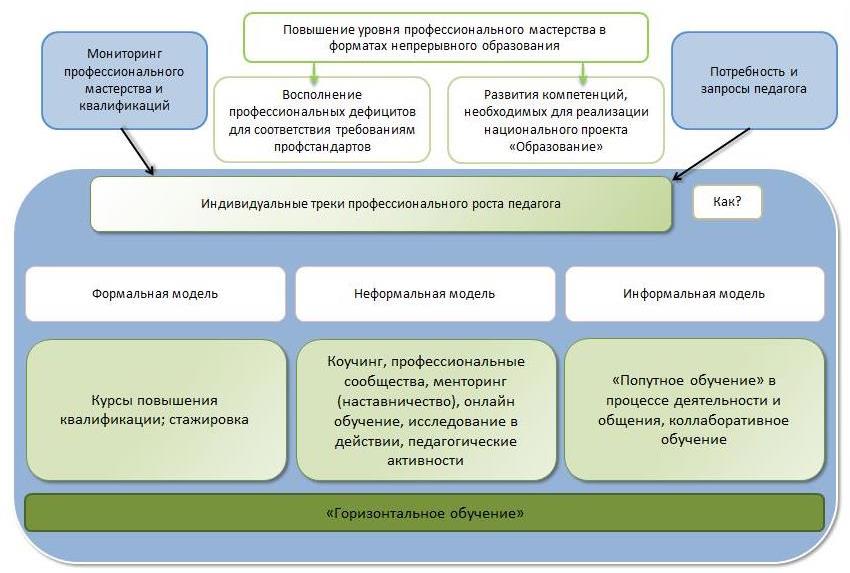 Повышение уровня профессионального мастерства в
форматах непрерывного образования
Мониторинг
профессионального
мастерства и
квалификаций
Восполнение
профессиональных дефицитов
для соответствия требованиям
профстандартов
Развития компетенций,
необходимых для реализации
национального проекта
«Образование»
Потребность и
запросы педагога
Индивидуальные треки профессионального роста педагога
Как?
Формальная модель
Неформальная модель
Информальная модель
Курсы повышения
квалификации; стажировка
Коучинг, профессиональные
сообщества, менторинг
(наставничество), онлайн
обучение, исследование в
действии, педагогические
активности
«Попутное обучение» в
процессе деятельности и
общения, коллаборативное
обучение
«Горизонтальное обучение»